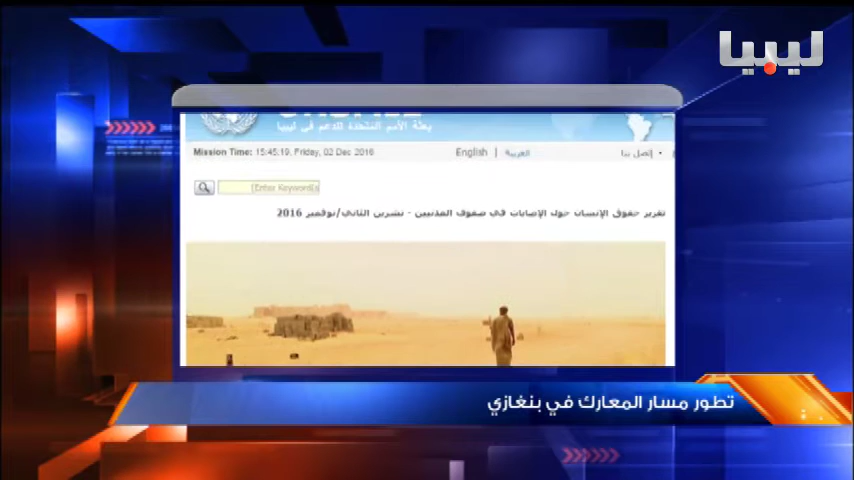 ليبيا
بعثة الأمم المتحدة للدعم في ليبيا
Mission Time: 15:45:19, Friday, 02 Dec 2016
English | العربية
إتصل بنا •
(Enter Keyword(s
تقرير حقوق الإنسان حول الإصابات في صفوف المدنيين - تشرين الثاني/نوفمبر 2016
تطور مسار المعارك في بنغازي